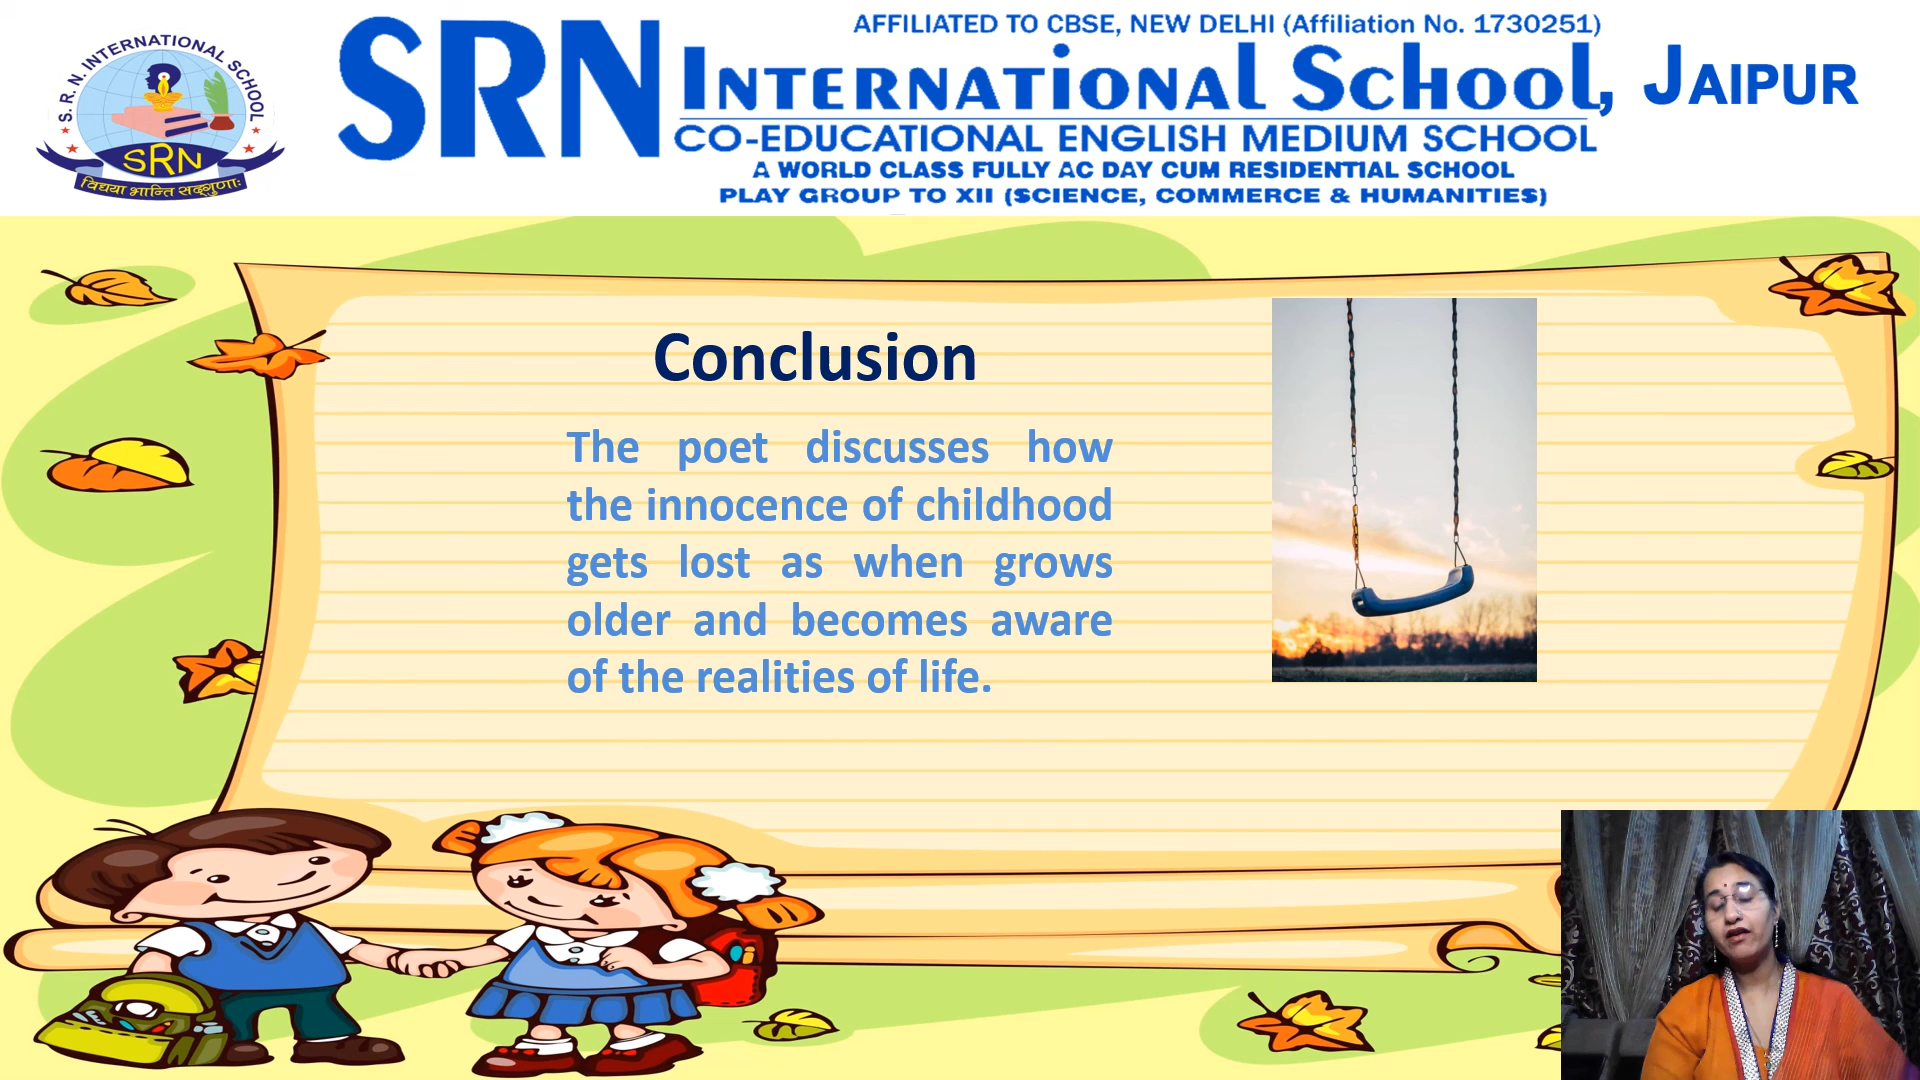 S. R. N. INTERNATIONAL SCHOOL
SRN
विद्यया भान्ति सद्गुणाः
AFFILIATED TO CBSE, NEW DELHI (Affiliation No. 1730251)
SRN INTERNATIONAL SCHOOL, JAIPUR
CO-EDUCATIONAL ENGLISH MEDIUM SCHOOL
A WORLD CLASS FULLY AC DAY CUM RESIDENTIAL SCHOOL
PLAY GROUP TO XII (SCIENCE, COMMERCE & HUMANITIES)
Conclusion
The poet discusses how
the innocence of childhood
gets lost as when grows
older and becomes aware
of the realities of life.